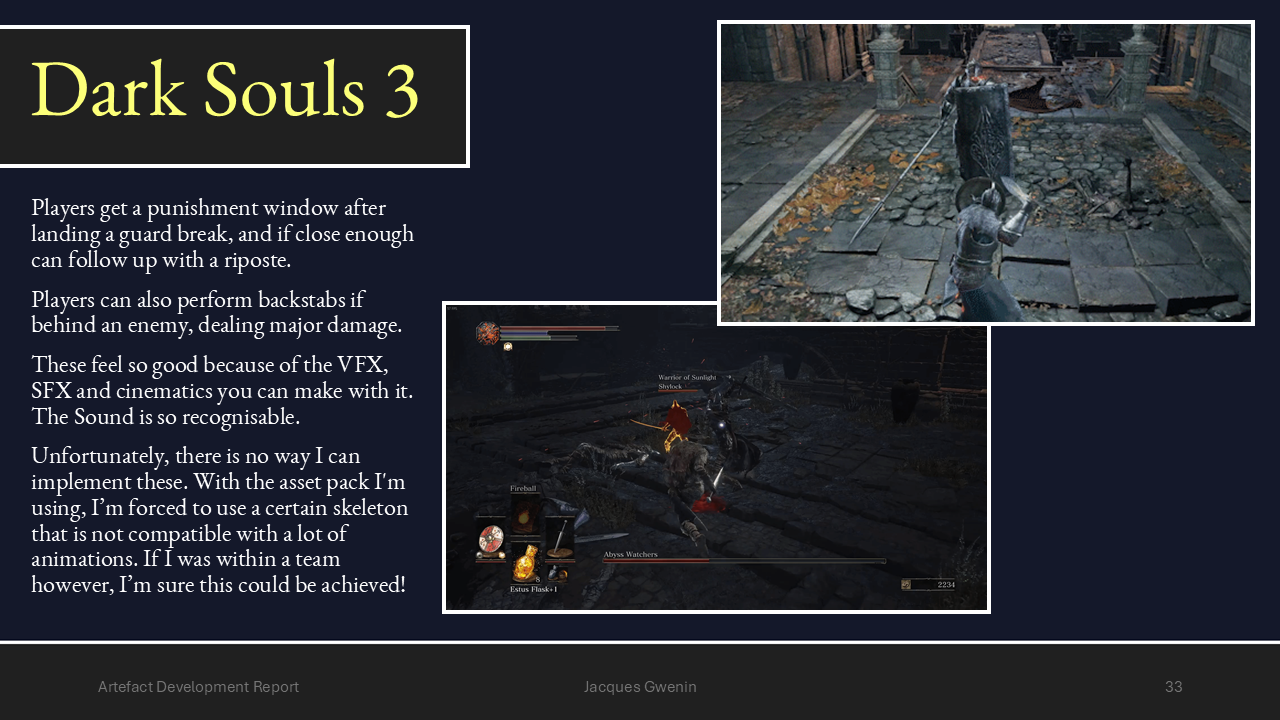 Dark Souls 3
Players get a punishment window after
landing a guard break, and if close enough
can follow up with a riposte.
Players can also perform backstabs if
behind an enemy, dealing major damage.
These feel so good because of the VFX,
SFX and cinematics you can make with it.
The Sound is so recognisable.
Unfortunately, there is no way I can
implement these. With the asset pack I'm
using, I’m forced to use a certain skeleton
that is not compatible with a lot of
animations. If I was within a team
however, I’m sure this could be achieved!
Warrior of Sunlight
Shylock
Fireball
8
Estus Flask+1
Abyss Watchers
2234
Artefact Development Report
Jacques Gwenin
33